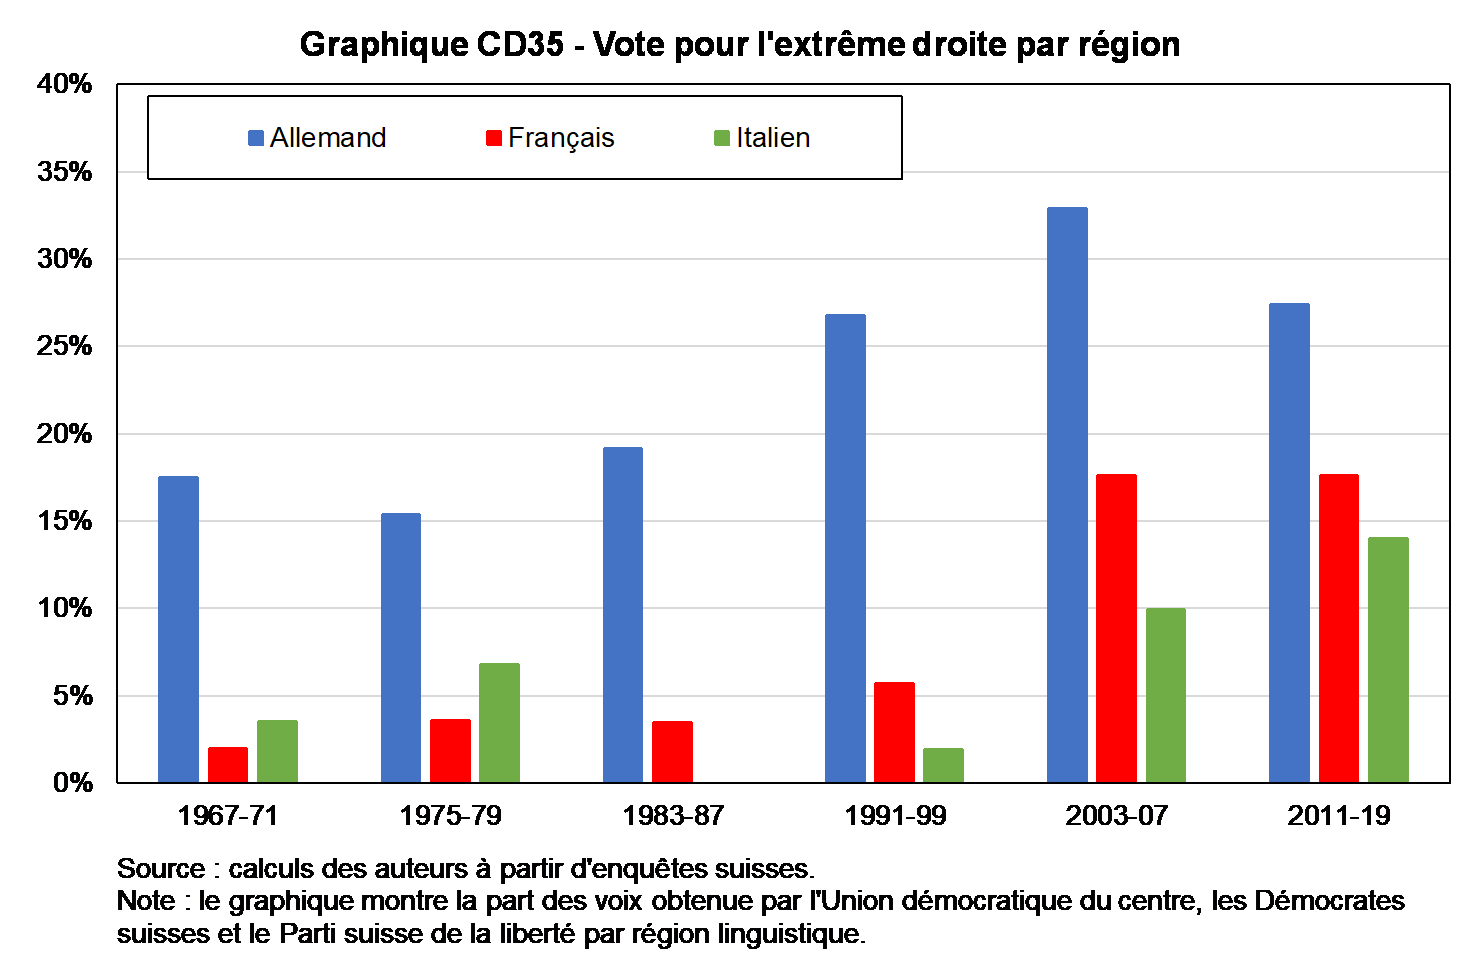 Graphique CD35 - Vote pour l'extrême droite par région
40%
35%
30%
25%
20%
15%
10%
5%
0%
Allemand Français Italien
1967-71 1975-79 1983-87 1991-99 2003-07 2011-19
Source : calculs des auteurs à partir d'enquêtes suisses.
Note : le graphique montre la part des voix obtenue par l'Union démocratique du centre, les Démocrates
suisses et le Parti suisse de la liberté par région linguistique.